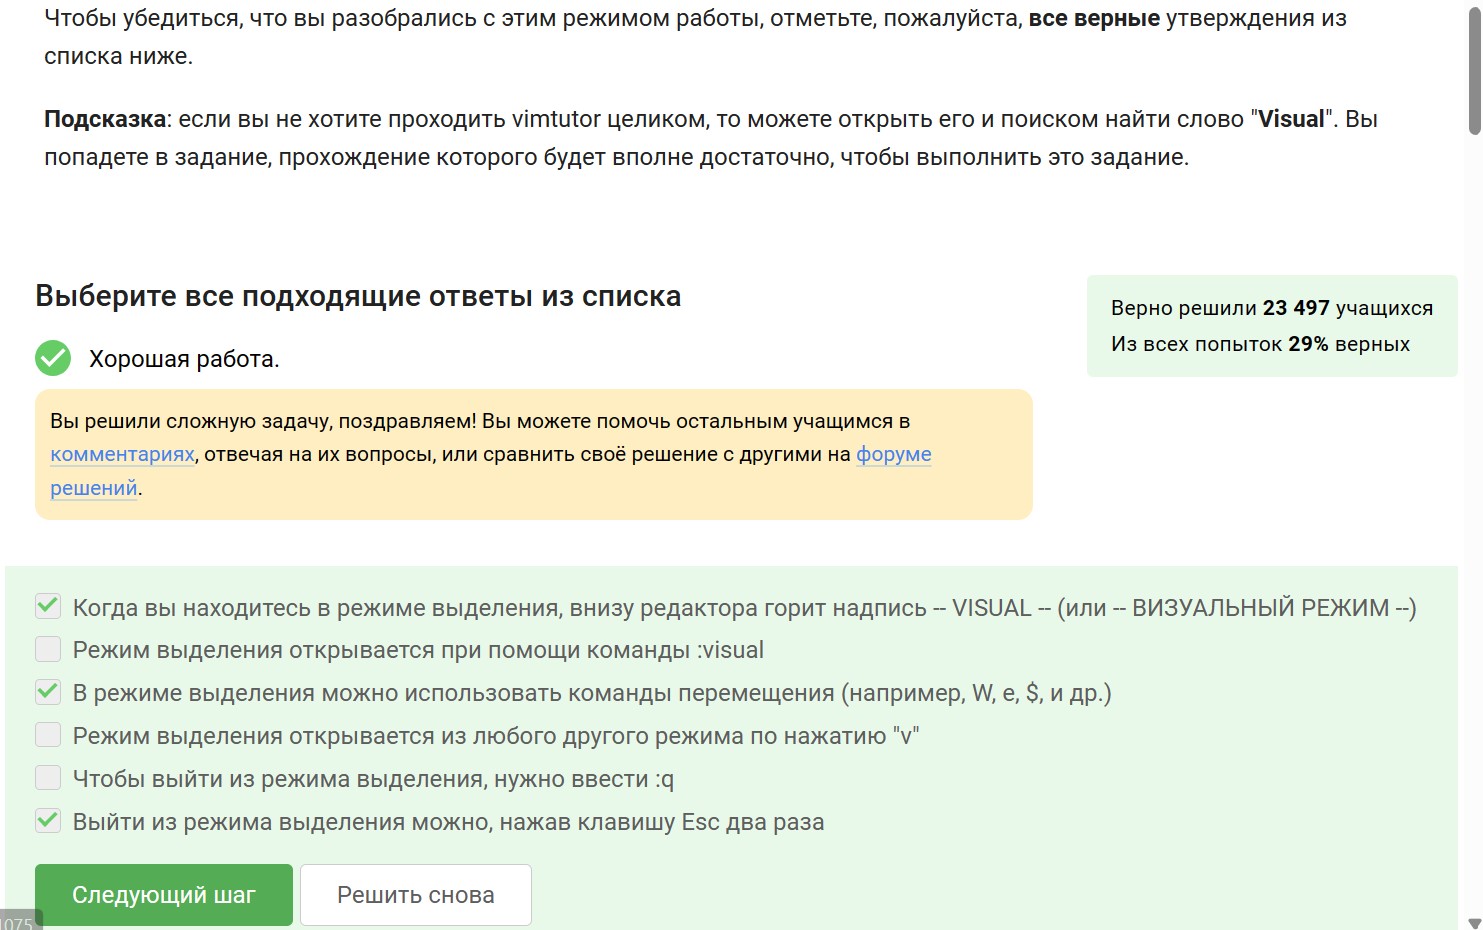 Чтобы убедиться, что вы разобрались с этим режимом работы, отметьте, пожалуйста, все верные утверждения из
списка ниже.
Подсказка: если вы не хотите проходить vimtutor целиком, то можете открыть его и поиском найти слово "Visual". Вы
попадете в задание, прохождение которого будет вполне достаточно, чтобы выполнить это задание.
Выберите все подходящие ответы из списка
Верно решили 23 497 учащихся
Из всех попыток 29% верных
Хорошая работа.
Вы решили сложную задачу, поздравляем! Вы можете помочь остальным учащимся в
комментариях, отвечая на их вопросы, или сравнить своё решение с другими на форуме
решений.
Когда вы находитесь в режиме выделения, внизу редактора горит надпись -- VISUAL -- (или -- ВИЗУАЛЬНЫЙ РЕЖИМ --)
Режим выделения открывается при помощи команды :visual
В режиме выделения можно использовать команды перемещения (например, W, e, $, и др.)
Режим выделения открывается из любого другого режима по нажатию "v"
Чтобы выйти из режима выделения, нужно ввести :q
Выйти из режима выделения можно, нажав клавишу Esc два раза
Следующий шаг
Решить снова